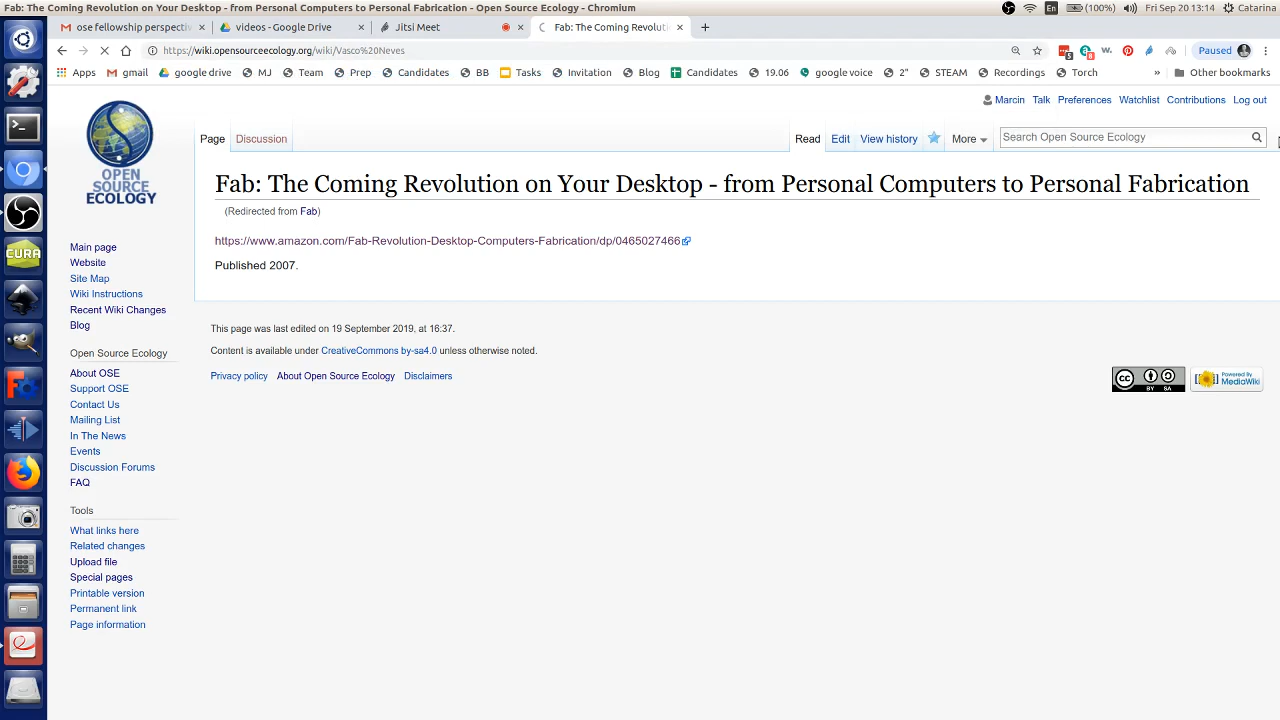 Fab: The Coming Revolution on Your Desktop - from Personal Computers to Personal Fabrication - Open Source Ecology - Chromium
En (100%) Fri Sep 20 13:14 Catarina
ose fellowship perspectiv × videos - Google Drive × Jitsi Meet × Fab: The Coming Revoluti × +
https://wiki.opensourceecology.org/wiki/Vasco%20Neves 5 8 W. Paused
Apps gmail google drive MJ Team Prep Candidates BB Tasks Invitation Blog Candidates 19.06 google voice 2" STEAM Recordings Torch » Other bookmarks
Marcin Talk Preferences Watchlist Contributions Log out
Page Discussion Read Edit View history More Search Open Source Ecology
OPEN
SOURCE
ECOLOGY
Fab: The Coming Revolution on Your Desktop - from Personal Computers to Personal Fabrication
(Redirected from Fab)
https://www.amazon.com/Fab-Revolution-Desktop-Computers-Fabrication/dp/0465027466
Published 2007.
Main page
Website
Site Map
Wiki Instructions
Recent Wiki Changes
Blog
Open Source Ecology
About OSE
Support OSE
Contact Us
Mailing List
In The News
Events
Discussion Forums
FAQ
Tools
What links here
Related changes
Upload file
Special pages
Printable version
Permanent link
Page information
This page was last edited on 19 September 2019, at 16:37.
Content is available under CreativeCommons by-sa4.0 unless otherwise noted.
Privacy policy About Open Source Ecology Disclaimers
CC BY SA
Powered By
MediaWiki
CURA